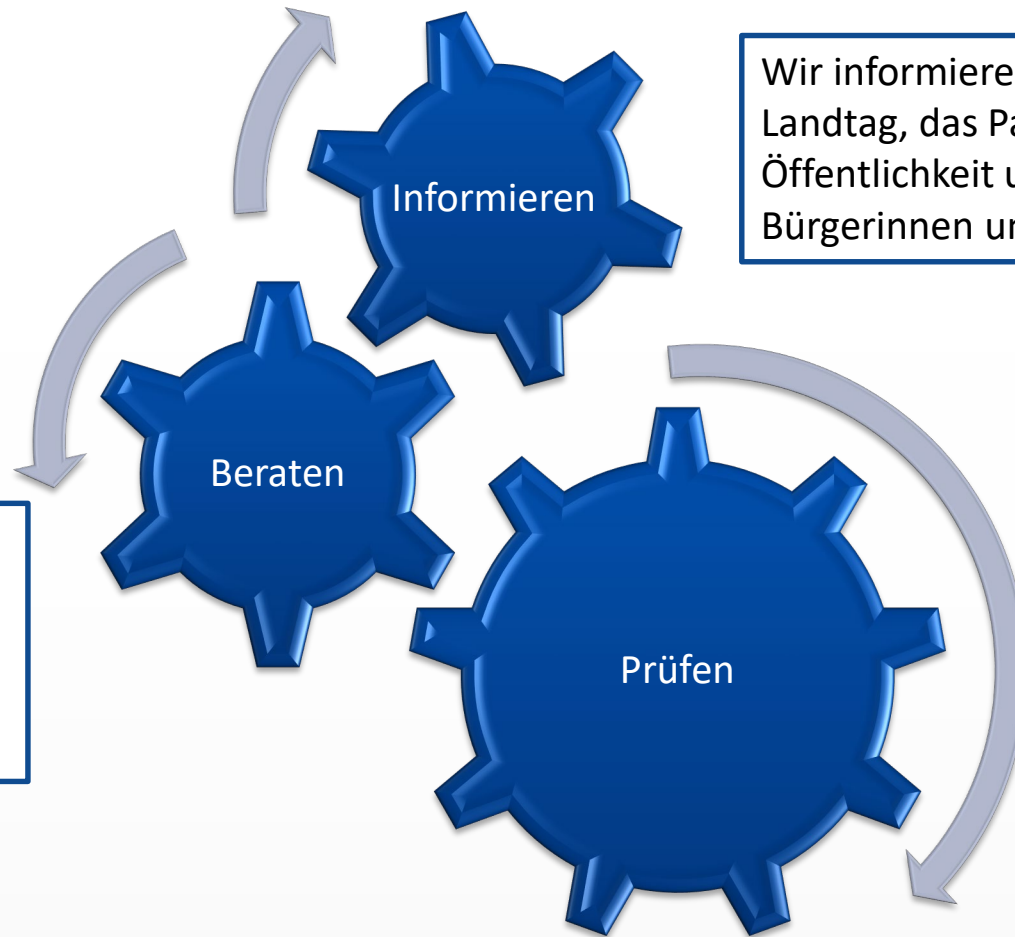 Wir informiere
Landtag, das Pa
Öffentlichkeit u
Bürgerinnen un
Informieren
Beraten
Prüfen